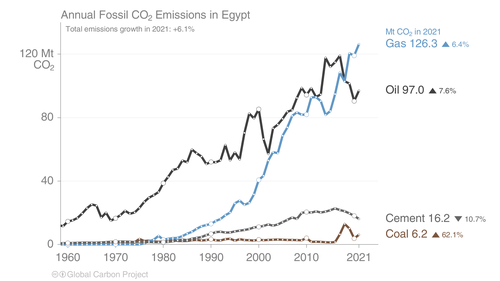 Annual Fossil CO₂ Emissions in Egypt
Total emissions growth in 2021: +6.1%
Mt CO₂ in 2021
Gas 126.3 ▲ 6.4%
120 Mt
CO₂
Oil 97.0 ▲ 7.6%
80
40
Cement 16.2 ▼ 10.7%
Coal 6.2 ▲ 62.1%
0
1960 1970 1980 1990 2000 2010 2021
Global Carbon Project